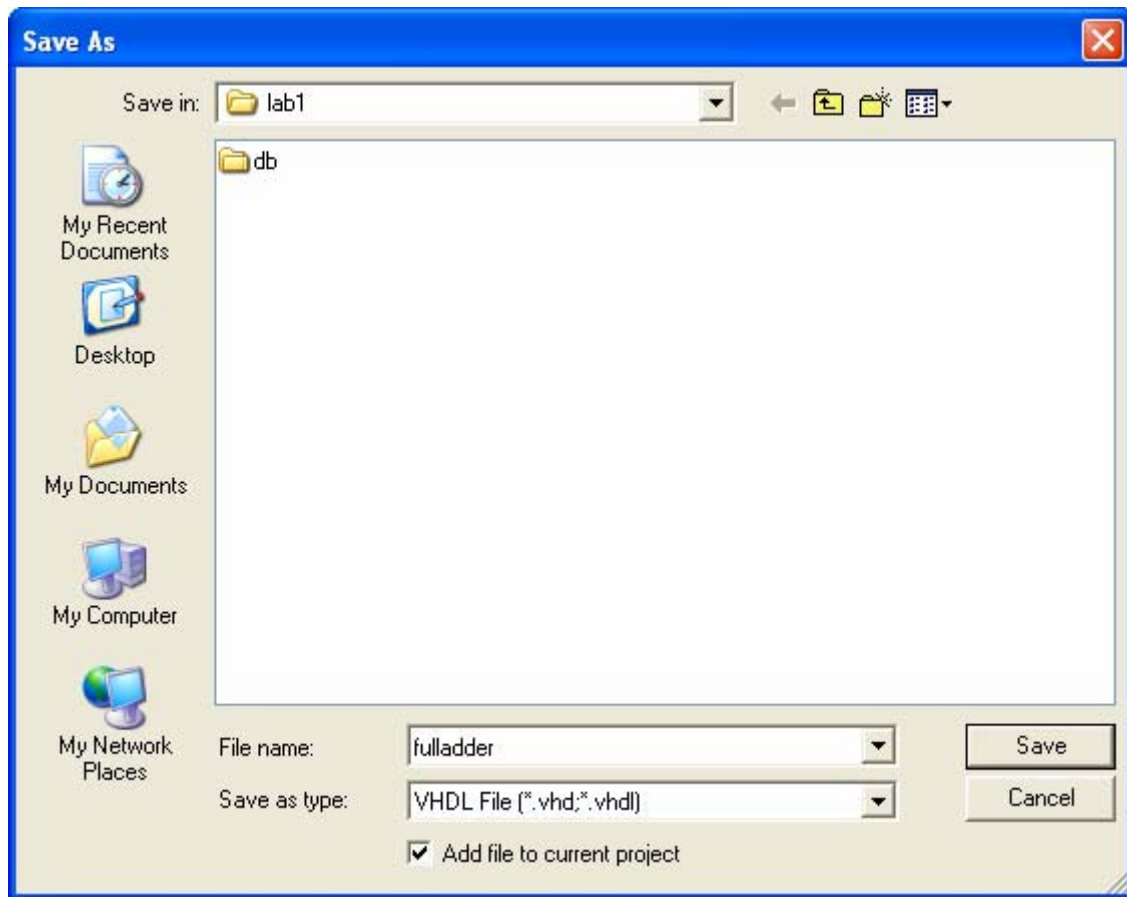 Save As
Save in:
lab1
db
My Recent
Documents
Desktop
My Documents
My Computer
My Network
Places
File name:
fulladder
Save
Save as type:
VHDL File (*.vhd;*.vhdl)
Cancel
Add file to current project